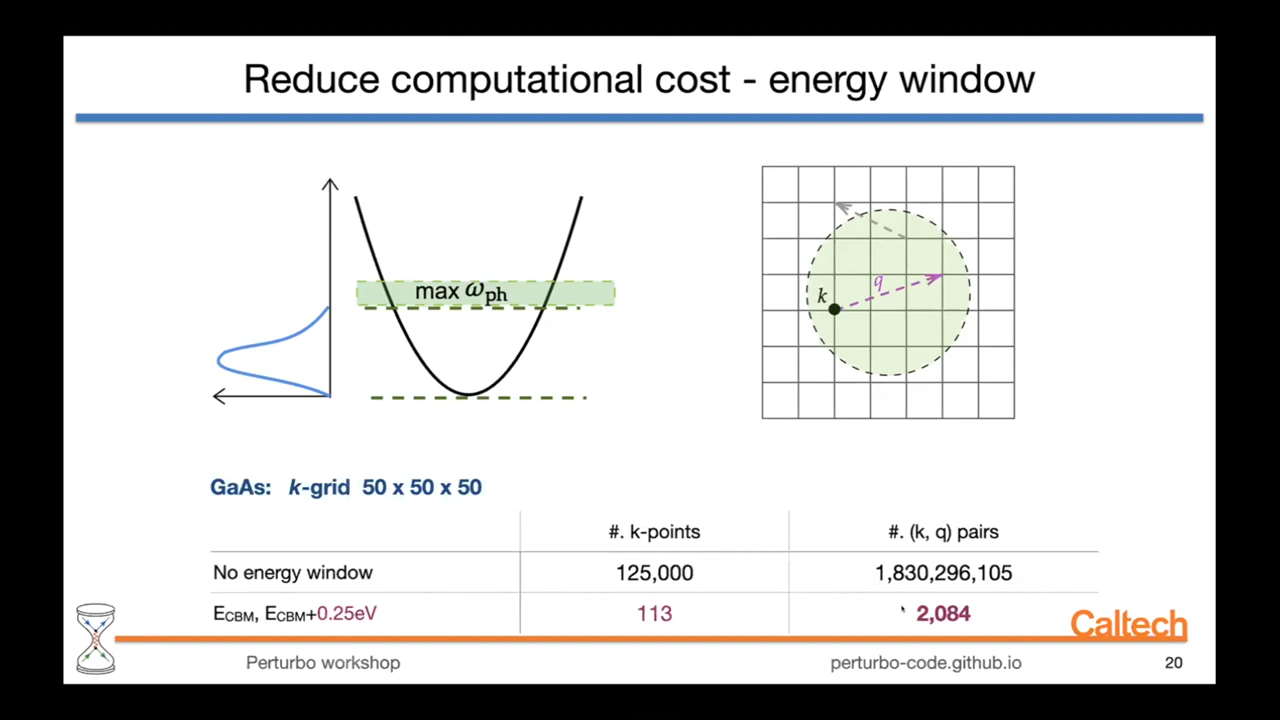 Reduce computational cost - energy window
max ωph
k
q
GaAs: k-grid 50 x 50 x 50
#. k-points
#. (k, q) pairs
No energy window
125,000
1,830,296,105
ECBM, ECBM+0.25eV
113
2,084
Caltech
Perturbo workshop
perturbo-code.github.io
20